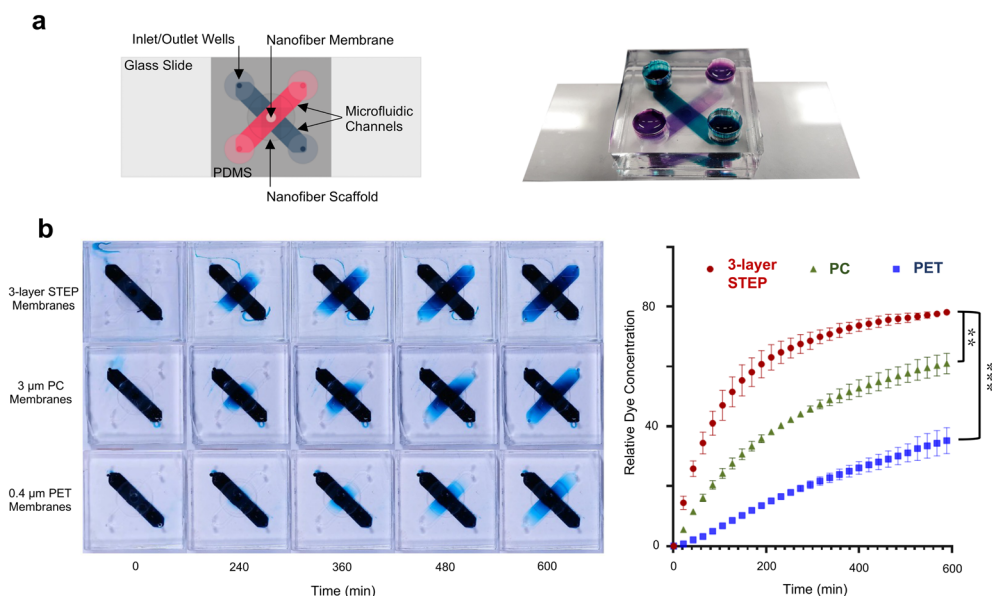 a
Inlet/Outlet Wells
Nanofiber Membrane
Glass Slide
Microfluidic
Channels
PDMS
Nanofiber Scaffold
b
3-layer STEP
Membranes
3 µm PC
Membranes
0.4 µm PET
Membranes
0
240
360
480
600
Time (min)
3-layer
STEP
PC
PET
Relative Dye Concentration
80
40
0
**
***
0
200
400
600
Time (min)